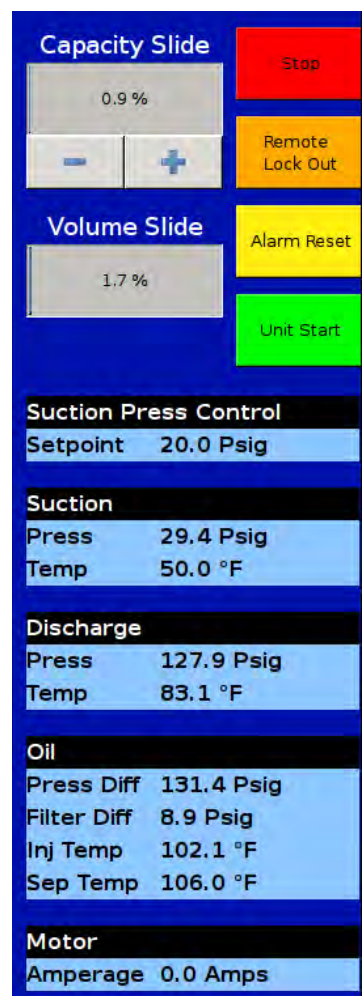 Capacity Slide
0.9 %
Stop
Remote
Lock Out
Volume Slide
1.7 %
Alarm Reset
Unit Start
Suction Press Control
Setpoint 20.0 Psig
Suction
Press 29.4 Psig
Temp 50.0 °F
Discharge
Press 127.9 Psig
Temp 83.1 °F
Oil
Press Diff 131.4 Psig
Filter Diff 8.9 Psig
Inj Temp 102.1 °F
Sep Temp 106.0 °F
Motor
Amperage 0.0 Amps